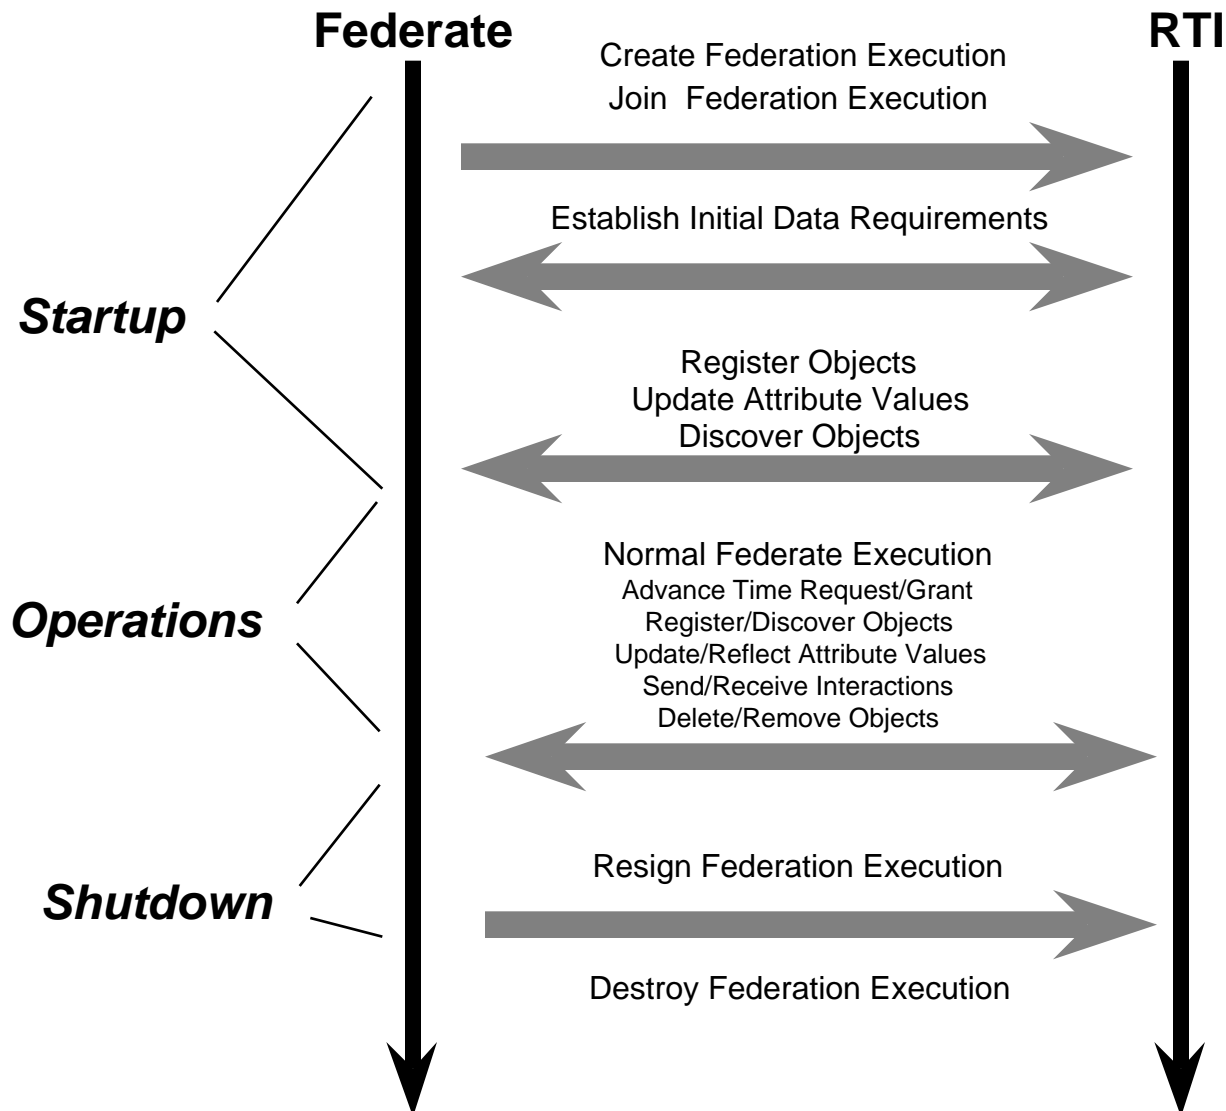 Federate
RTI
Create Federation Execution
Join  Federation Execution
Establish Initial Data Requirements
Startup
Register Objects
Update Attribute Values
Discover Objects
Normal Federate Execution
Advance Time Request/Grant
Register/Discover Objects
Operations
Update/Reflect Attribute Values
Send/Receive Interactions
Delete/Remove Objects
Resign Federation Execution
Shutdown
Destroy Federation Execution